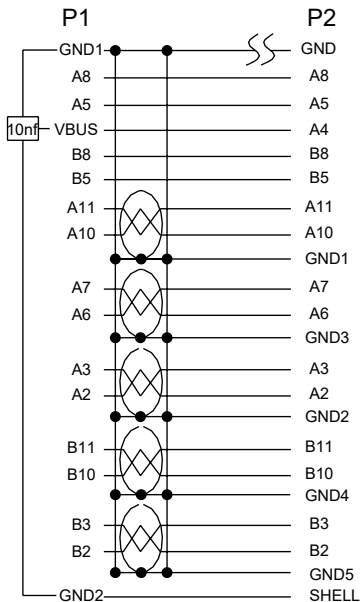 P1 P2
GND1 GND
A8 A8
A5 A5
10nf VBUS A4
B8 B8
B5 B5
A11 A11
A10 A10
GND1
A7 A7
A6 A6
GND3
A3 A3
A2 A2
GND2
B11 B11
B10 B10
GND4
B3 B3
B2 B2
GND5
GND2 SHELL